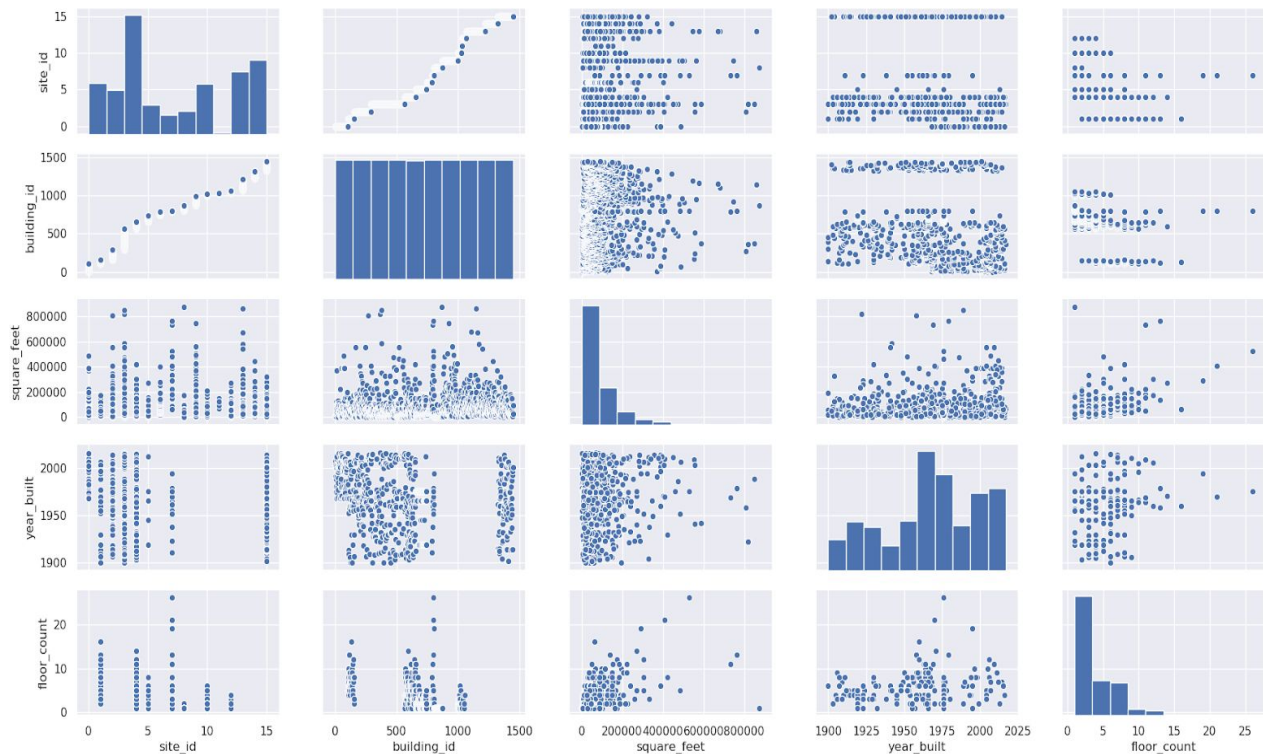 site_id
15
10
5
0
building_id
1500
1000
500
0
square_feet
800000
600000
400000
200000
0
year_built
2000
1950
1900
floor_count
20
10
0
0 5 10 15
0 500 1000 1500
0 200000 400000 600000 800000
1900 1925 1950 1975 2000 2025
0 5 10 15 20 25
site_id
building_id
square_feet
year_built
floor_count